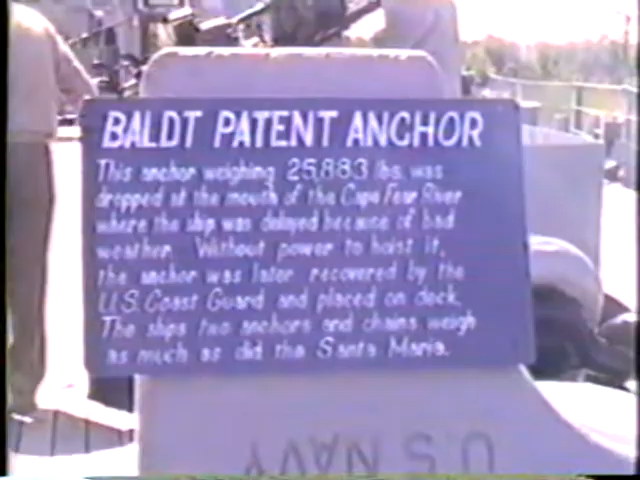 BALDT PATENT ANCHOR
This anchor weighing 25,883 lbs. was
dropped at the mouth of the Cape Fear River
where the ship was delayed because of bad
weather. Without power to hoist it,
the anchor was later recovered by the
U.S. Coast Guard and placed on deck.
The ships two anchors and chains weigh
as much as did the Santa Maria.
U.S NAVY